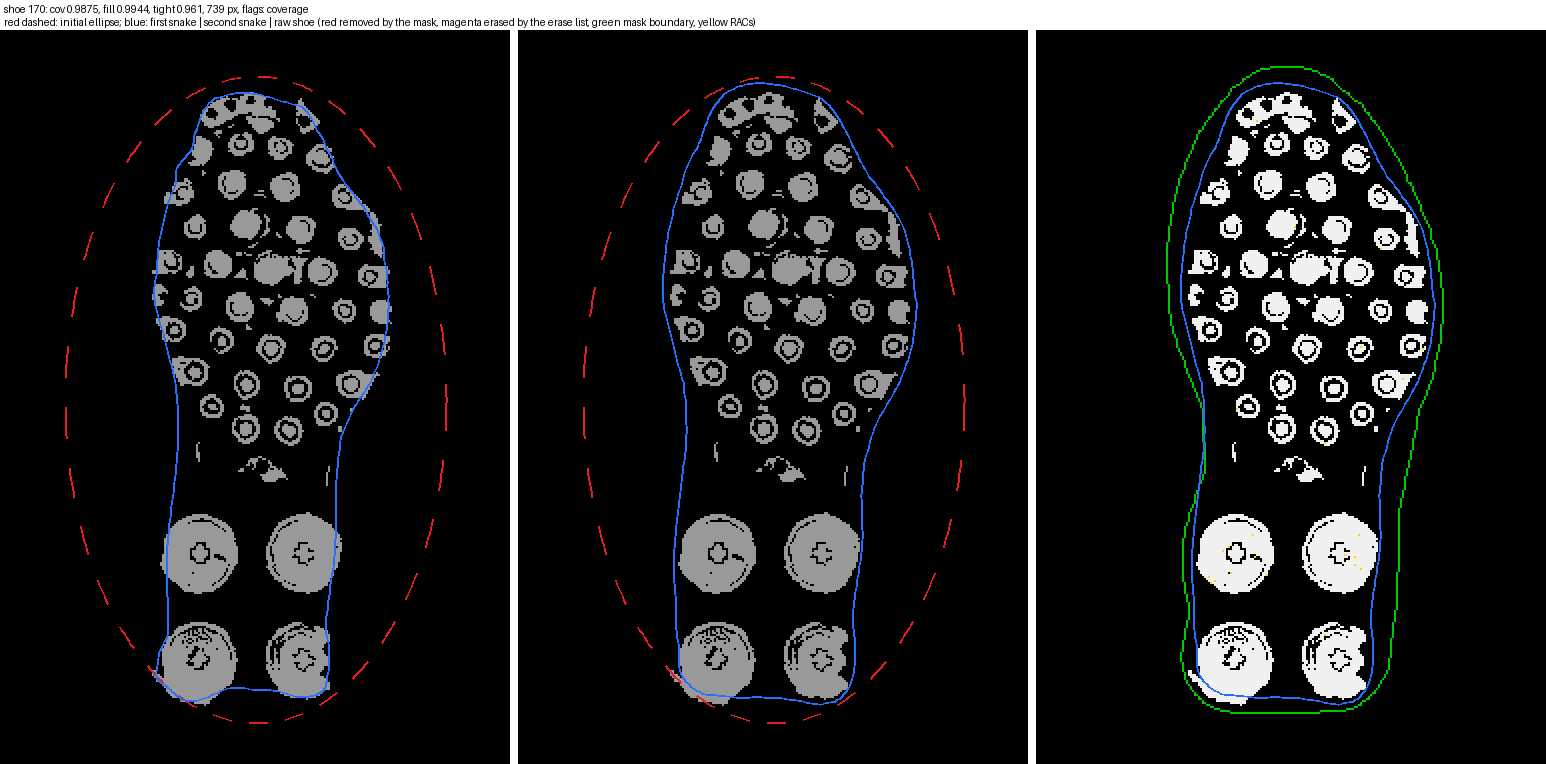 shoe 170: cov 0.9875, fill 0.9944, tight 0.961, 739 px, flags: coverage
red dashed: initial ellipse; blue: first snake | second snake | raw shoe (red removed by the mask, magenta erased by the erase list, green mask boundary, yellow RACs)